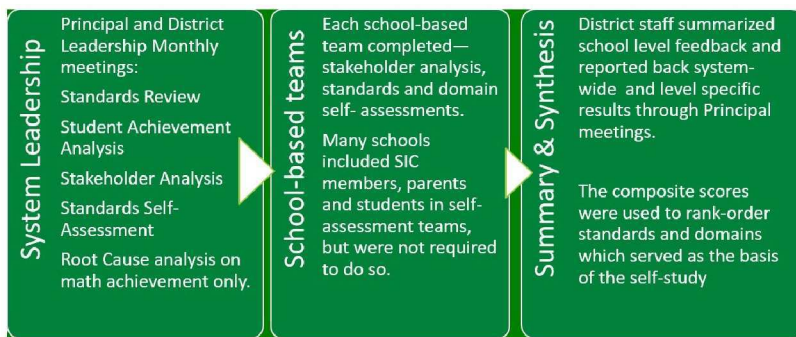 System Leadership
Principal and District
Leadership Monthly
meetings:
Standards Review
Student Achievement
Analysis
Stakeholder Analysis
Standards Self-
Assessment
Root Cause analysis on
math achievement only.
School-based teams
Each school-based
team completed—
stakeholder analysis,
standards and domain
self- assessments.
Many schools
included SIC
members, parents
and students in self-
assessment teams,
but were not required
to do so.
Summary & Synthesis
District staff summarized
school level feedback and
reported back system-
wide and level specific
results through Principal
meetings.
The composite scores
were used to rank-order
standards and domains
which served as the basis
of the self-study